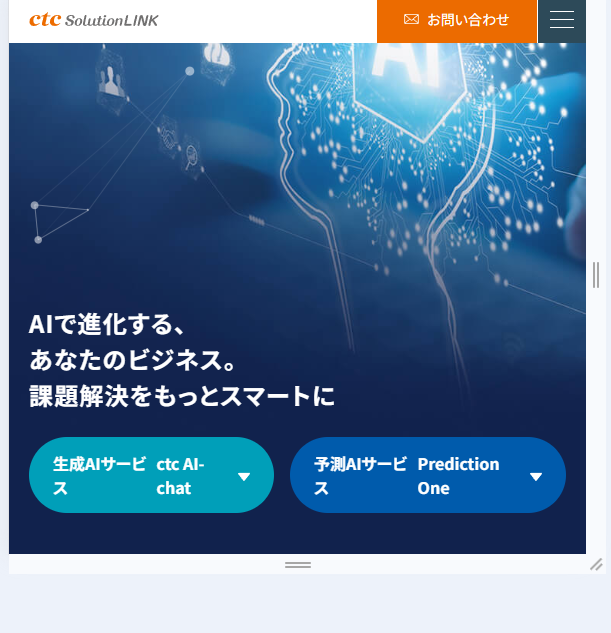 ctc SolutionLINK
お問い合わせ
AI
AIで進化する、
あなたのビジネス。
課題解決をもっとスマートに
生成AIサービス
ctc AI-chat
予測AIサービス
Prediction One